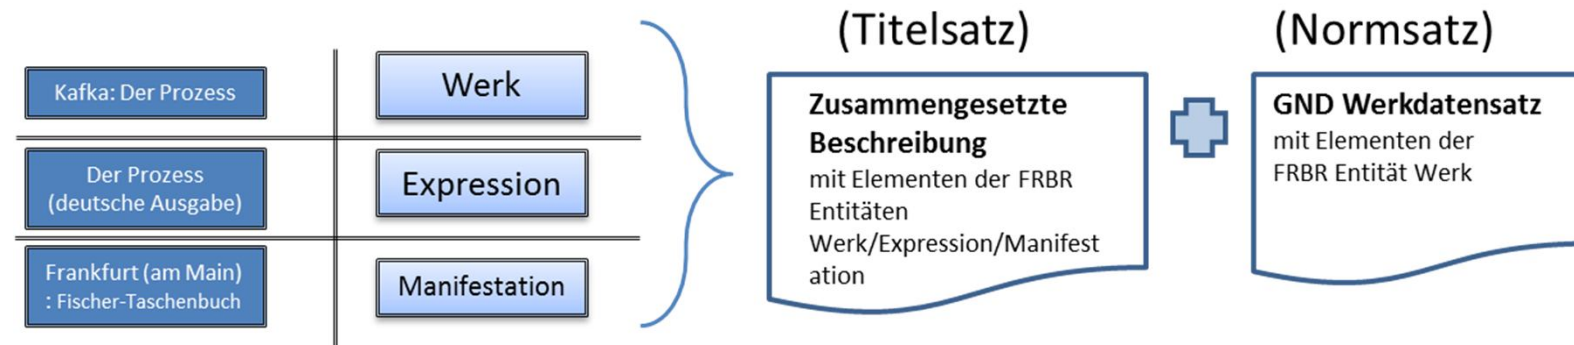 Kafka: Der Prozess
Werk
Der Prozess
(deutsche Ausgabe)
Expression
Frankfurt (am Main)
: Fischer-Taschenbuch
Manifestation
(Titelsatz)
Zusammengesetzte
Beschreibung
mit Elementen der FRBR
Entitäten
Werk/Expression/Manifest
ation
(Normsatz)
GND Werkdatensatz
mit Elementen der
FRBR Entität Werk